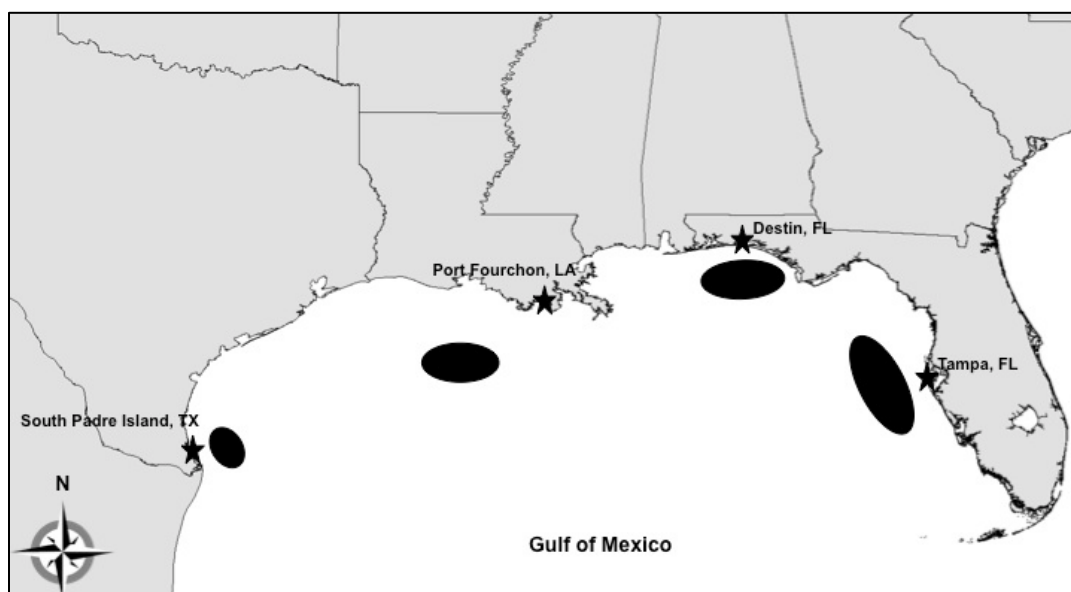 Destin, FL
Port Fourchon, LA
Tampa, FL
South Padre Island, TX
N
Gulf of Mexico